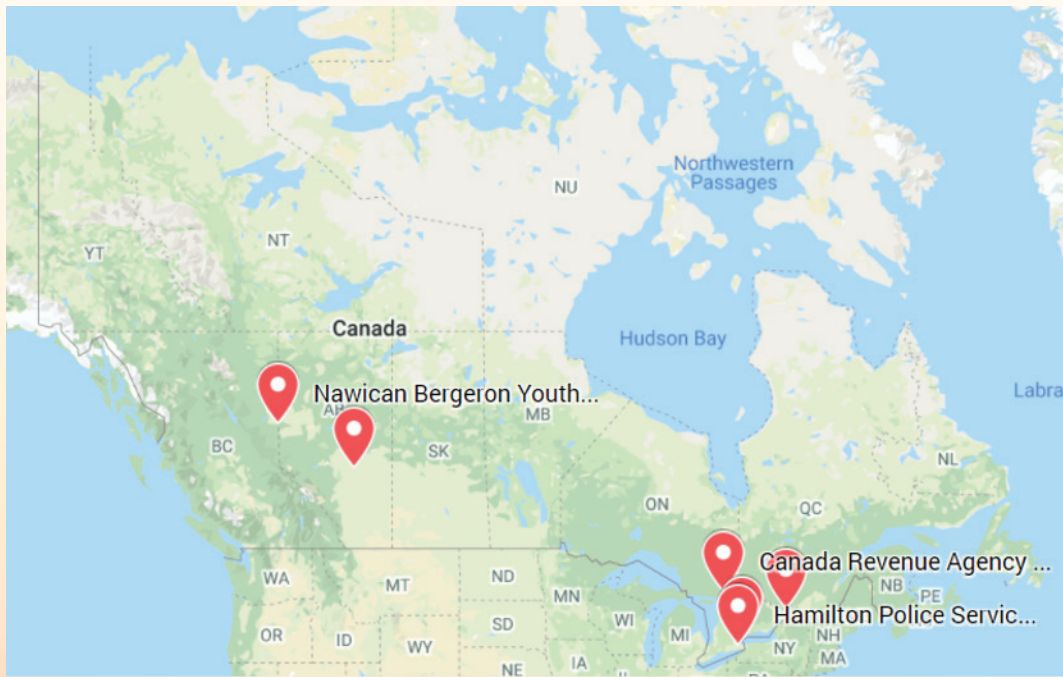 Northwestern
Passages
NU
NT
YT
Canada
Hudson Bay
Nawican Bergeron Youth...
Labra
MB
BC
SK
NL
ON
QC
Canada Revenue Agency ...
WA
MT
ND
MN
NB
PE
Hamilton Police Servic...
OR
ID
SD
WI
MI
WY
NY
NH
MA
NE
IA